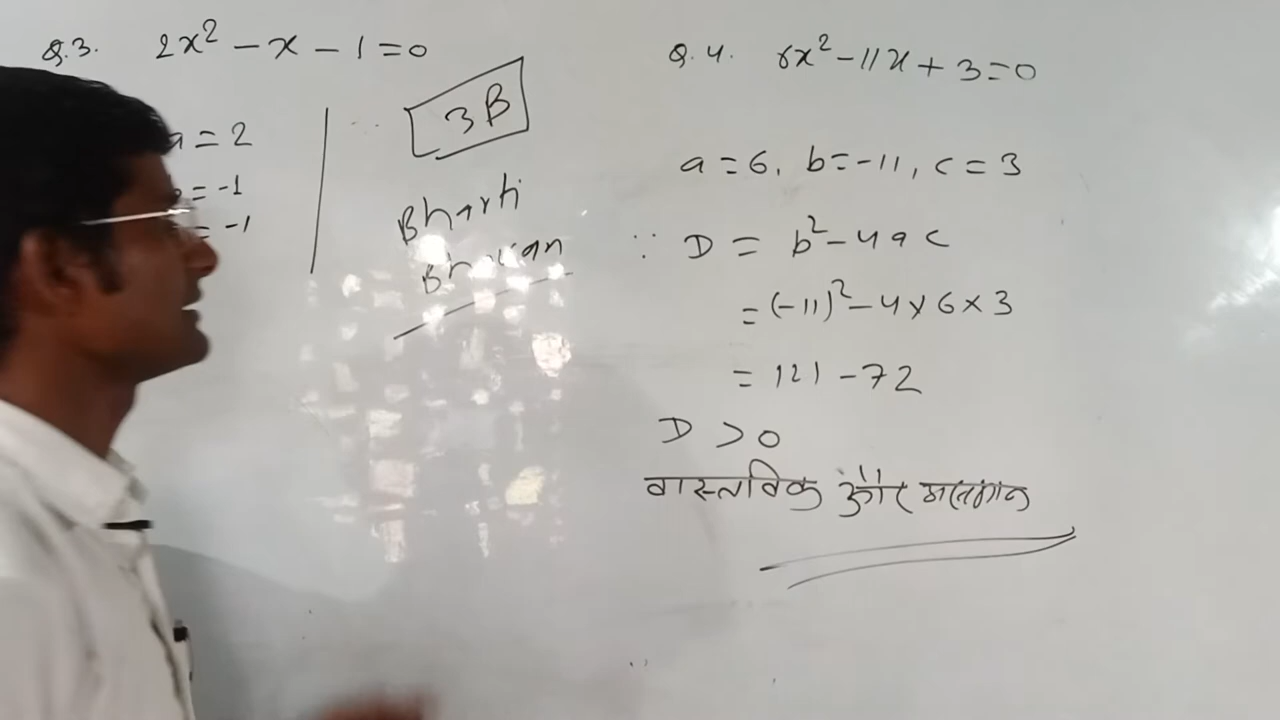 Q.3. 2x² - x - 1 = 0
a = 2
= -1
= -1
3B
Bharti
Q.4. 6x² - 11x + 3 = 0
a = 6, b = -11, c = 3
∵ D = b² - 4ac
= (-11)² - 4 × 6 × 3
= 121 - 72
D > 0
वास्तविक और असमान